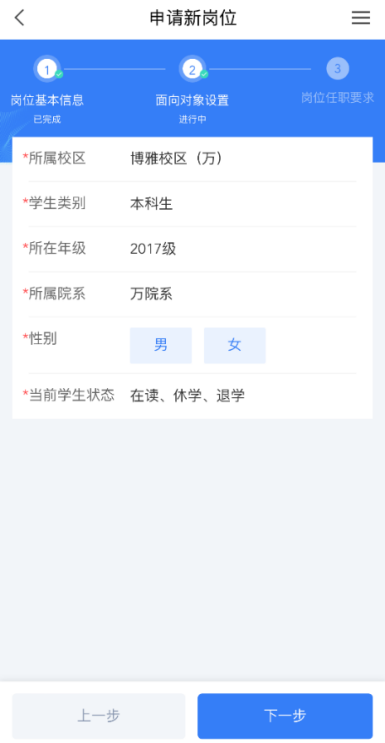 申请新岗位
1
2
3
岗位基本信息
面向对象设置
岗位任职要求
已完成
进行中
*所属校区 博雅校区（万）
*学生类别 本科生
*所在年级 2017级
*所属院系 万院系
*性别 男 女
*当前学生状态 在读、休学、退学
上一步 下一步